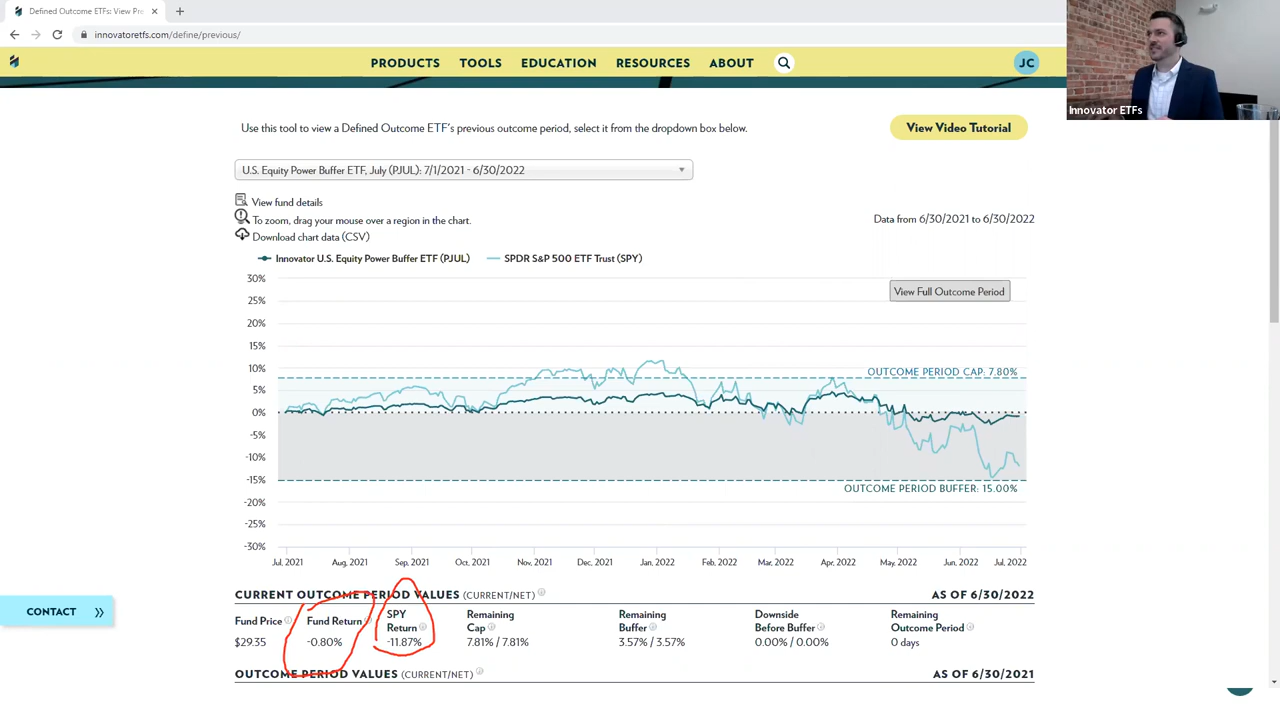 Defined Outcome ETFs: View Pre
innovatoretfs.com/define/previous/
PRODUCTS TOOLS EDUCATION RESOURCES ABOUT JC
Innovator ETFs
Use this tool to view a Defined Outcome ETF's previous outcome period, select it from the dropdown box below.
View Video Tutorial
U.S. Equity Power Buffer ETF, July (PJUL): 7/1/2021 - 6/30/2022
View fund details
To zoom, drag your mouse over a region in the chart.
Data from 6/30/2021 to 6/30/2022
Download chart data (CSV)
Innovator U.S. Equity Power Buffer ETF (PJUL) SPDR S&P 500 ETF Trust (SPY)
View Full Outcome Period
30%
25%
20%
15%
10%
5%
0%
-5%
-10%
-15%
-20%
-25%
-30%
OUTCOME PERIOD CAP: 7.80%
OUTCOME PERIOD BUFFER: 15.00%
Jul, 2021 Aug, 2021 Sep, 2021 Oct, 2021 Nov, 2021 Dec, 2021 Jan, 2022 Feb, 2022 Mar, 2022 Apr, 2022 May, 2022 Jun, 2022 Jul, 2022
CONTACT
CURRENT OUTCOME PERIOD VALUES (CURRENT/NET) AS OF 6/30/2022
Fund Price Fund Return SPY Return Remaining Cap Remaining Buffer Downside Before Buffer Remaining Outcome Period
$29.35 -0.80% -11.87% 7.81% / 7.81% 3.57% / 3.57% 0.00% / 0.00% 0 days
OUTCOME PERIOD VALUES (CURRENT/NET) AS OF 6/30/2021